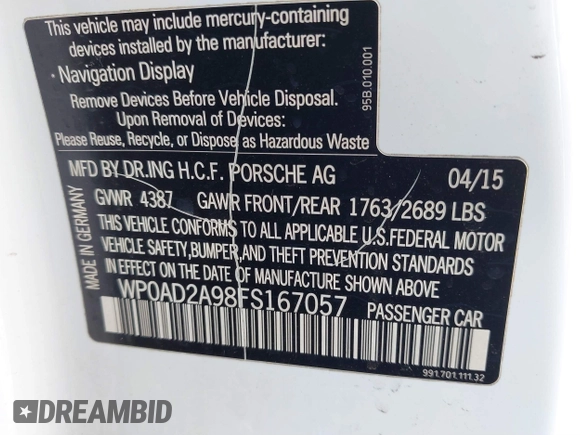 This vehicle may include mercury-containing
devices installed by the manufacturer:
· Navigation Display
Remove Devices Before Vehicle Disposal.
Upon Removal of Devices:
Please Reuse, Recycle, or Dispose as Hazardous Waste
95B.010.001
MFD BY DR.ING H.C.F. PORSCHE AG 04/15
GVWR 4387 GAWR FRONT/REAR 1763/2689 LBS
THIS VEHICLE CONFORMS TO ALL APPLICABLE U.S.FEDERAL MOTOR
VEHICLE SAFETY,BUMPER,AND THEFT PREVENTION STANDARDS
IN EFFECT ON THE DATE OF MANUFACTURE SHOWN ABOVE
WP0AD2A98FS167057 PASSENGER CAR
MADE IN GERMANY
991.701.111.32
DREAMBID